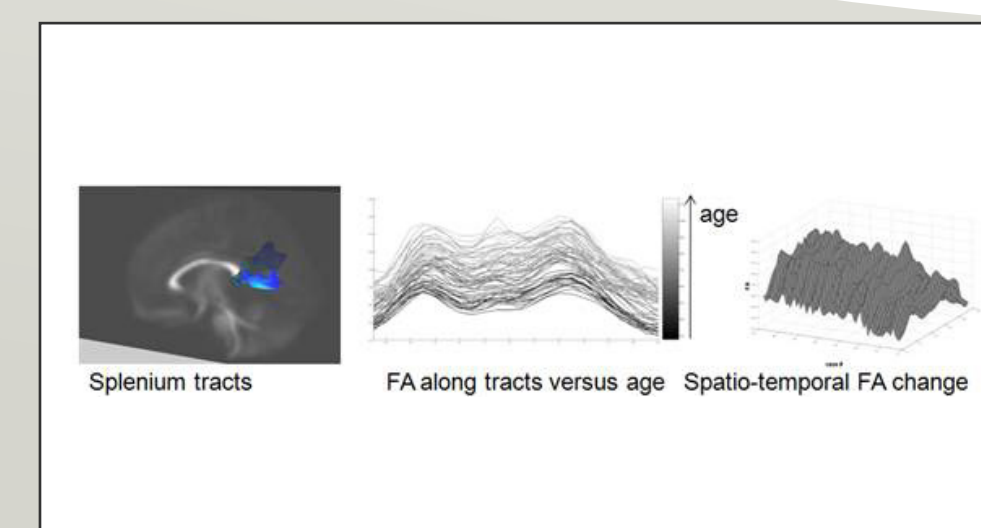 age
Splenium tracts
FA along tracts versus age
Spatio-temporal FA change